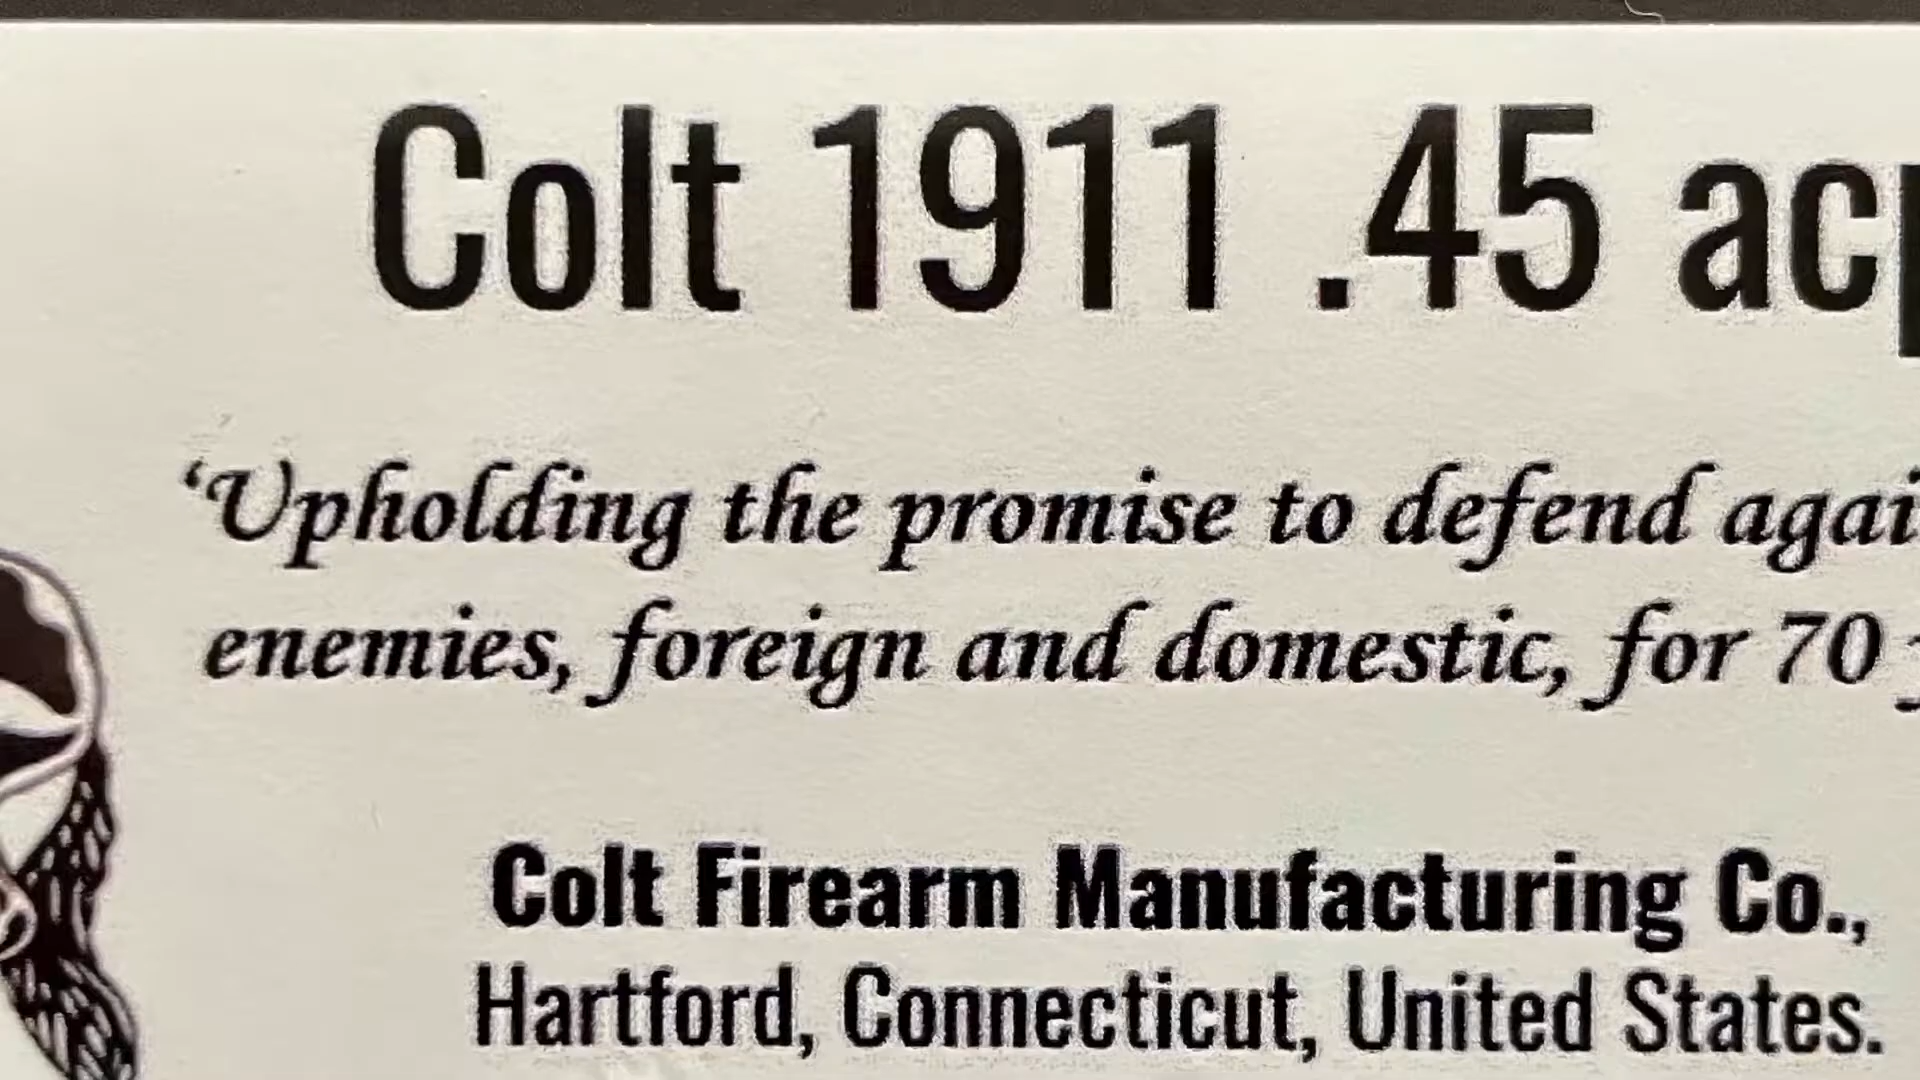 Colt 1911 .45 acp
‘Upholding the promise to defend agai
enemies, foreign and domestic, for 70
Colt Firearm Manufacturing Co.,
Hartford, Connecticut, United States.